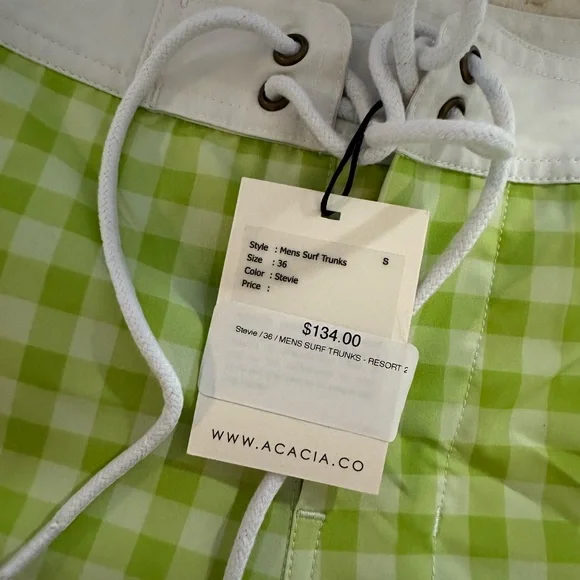 Style : Mens Surf Trunks S
Size : 36
Color : Stevie
Price :
$134.00
Stevie / 36 / MENS SURF TRUNKS - RESORT 2
WWW.ACACIA.CO